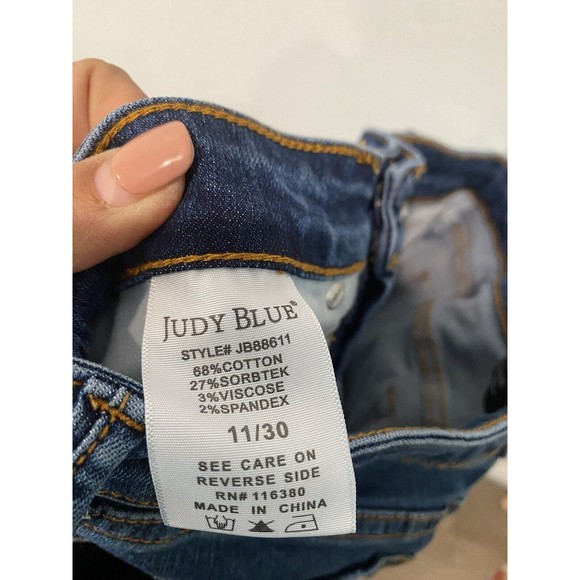 JUDY BLUE®
STYLE# JB88611
68%COTTON
27%SORBTEK
3%VISCOSE
2%SPANDEX
11/30
SEE CARE ON
REVERSE SIDE
RN# 116380
MADE IN CHINA